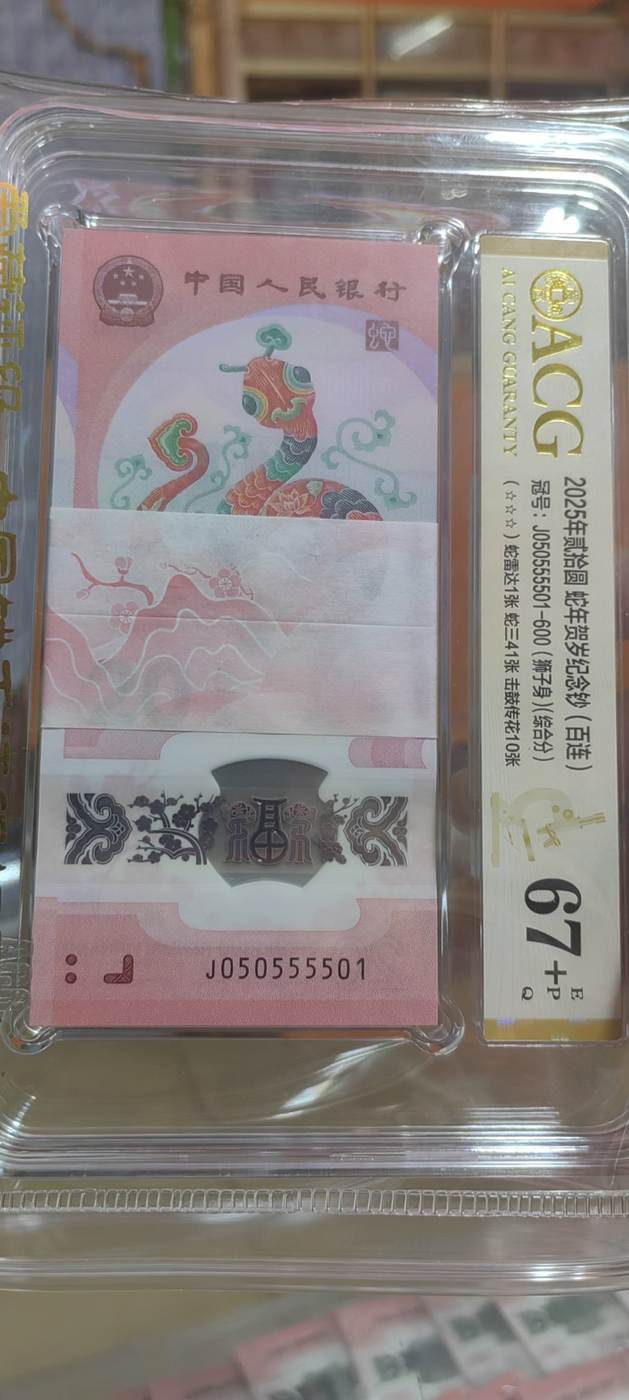 中国人民银行
蛇
福
J050555501
ACG
AI CANG GUARANTY
2025年贰拾圆 蛇年贺岁纪念钞（百连）
冠号：J050555501-600（狮子身）(综合分)
（☆☆☆）蛇雷达1张 蛇三41张 击鼓传花10张
67+
E
P
Q